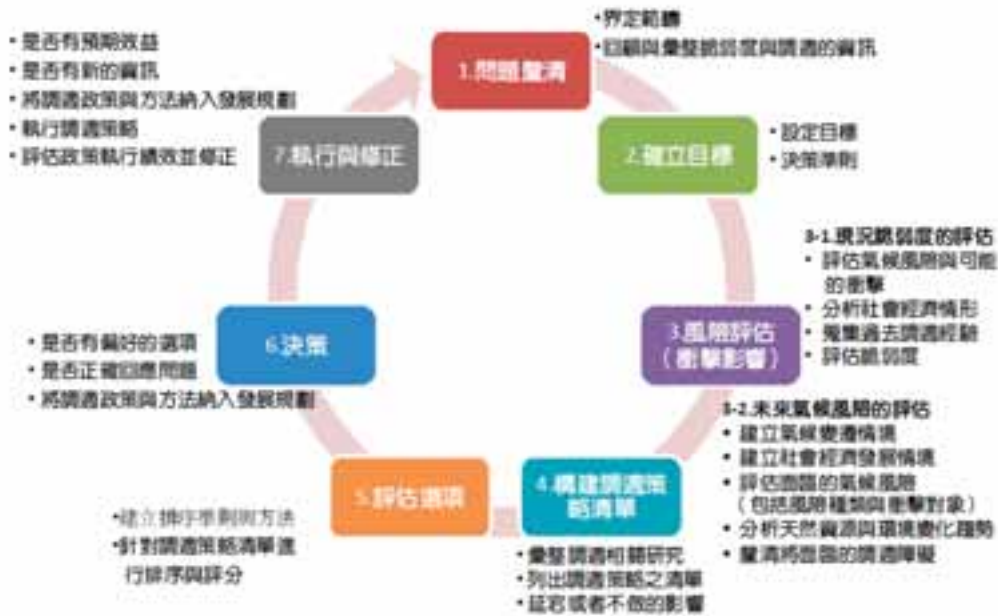 1.問題釐清
•界定範疇
•回顧與彙整脆弱度與調適的資訊
2.確立目標
•設定目標
•決策準則
3.風險評估
(衝擊影響)
3-1.現況脆弱度的評估
• 評估氣候風險與可能
的衝擊
• 分析社會經濟情形
• 蒐集過去調適經驗
• 評估脆弱度
3-2.未來氣候風險的評估
• 建立氣候變遷情境
• 建立社會經濟發展情境
• 評估面臨的氣候風險
(包括風險種類與衝擊對象)
• 分析天然資源與環境變化趨勢
• 釐清將面臨的調適障礙
4.構建調適策
略清單
•彙整調適相關研究
•列出調適策略之清單
•延宕或者不做的影響
5.評估選項
•建立排序準則與方法
•針對調適策略清單進
行排序與評分
6.決策
• 是否有偏好的選項
• 是否正確回應問題
• 將調適政策與方法納入發展規劃
7.執行與修正
• 是否有預期效益
• 是否有新的資訊
• 將調適政策與方法納入發展規劃
• 執行調適策略
• 評估政策執行績效並修正